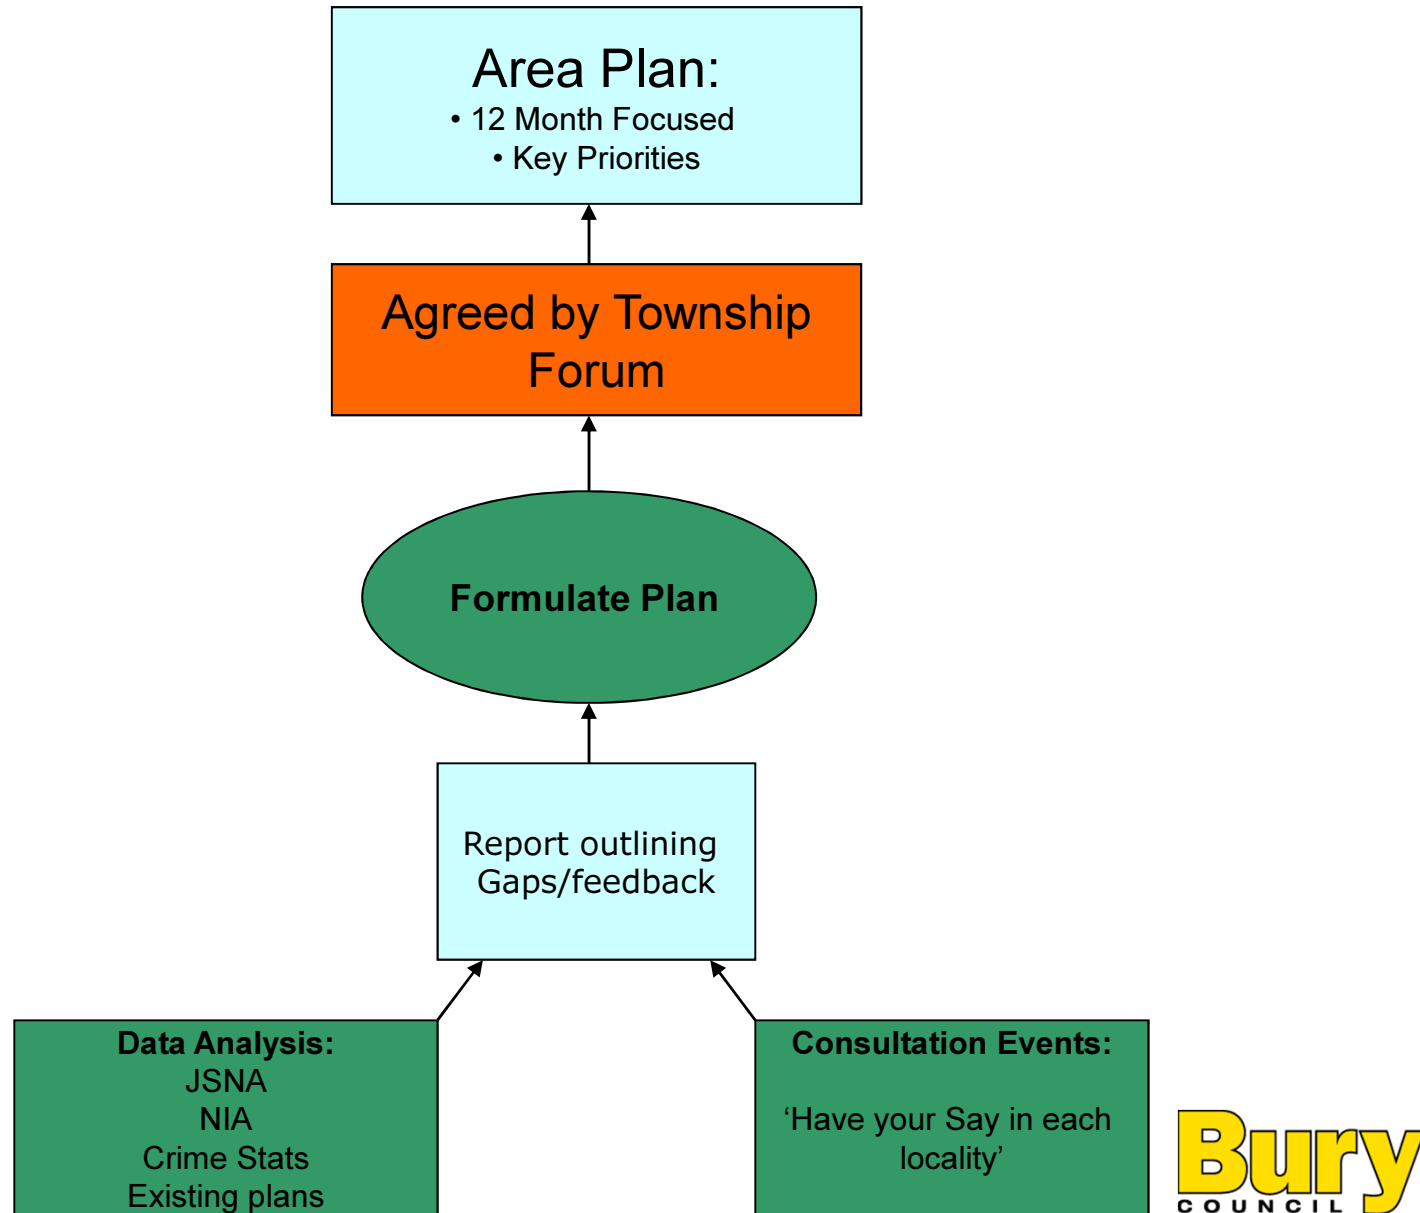 Area Plan:
• 12 Month Focused
• Key Priorities
Agreed by Township
Forum
Formulate Plan
Report outlining
Gaps/feedback
Data Analysis:
JSNA
NIA
Crime Stats
Existing plans
Consultation Events:
‘Have your Say in each
locality’
Bury
COUNCIL